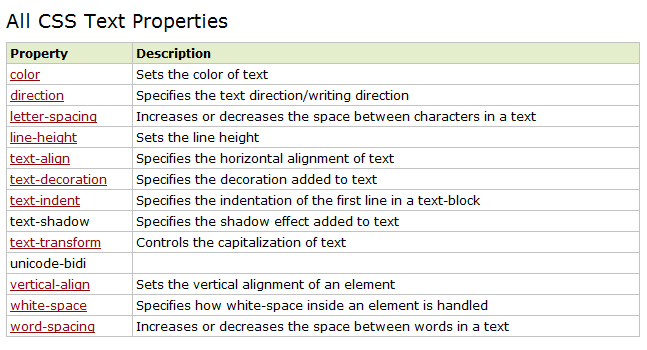 All CSS Text Properties
Property Description
color Sets the color of text
direction Specifies the text direction/writing direction
letter-spacing Increases or decreases the space between characters in a text
line-height Sets the line height
text-align Specifies the horizontal alignment of text
text-decoration Specifies the decoration added to text
text-indent Specifies the indentation of the first line in a text-block
text-shadow Specifies the shadow effect added to text
text-transform Controls the capitalization of text
unicode-bidi
vertical-align Sets the vertical alignment of an element
white-space Specifies how white-space inside an element is handled
word-spacing Increases or decreases the space between words in a text